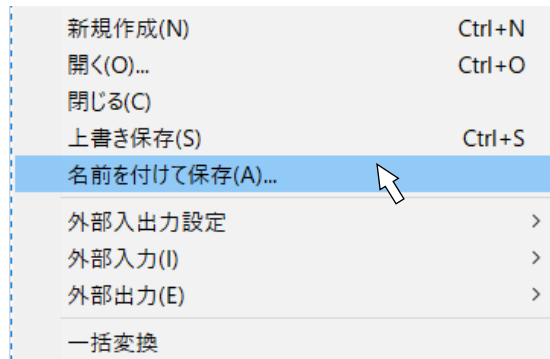 新規作成(N) Ctrl+N
開く(O)... Ctrl+O
閉じる(C)
上書き保存(S) Ctrl+S
名前を付けて保存(A)...
外部入出力設定
外部入力(I)
外部出力(E)
一括変換